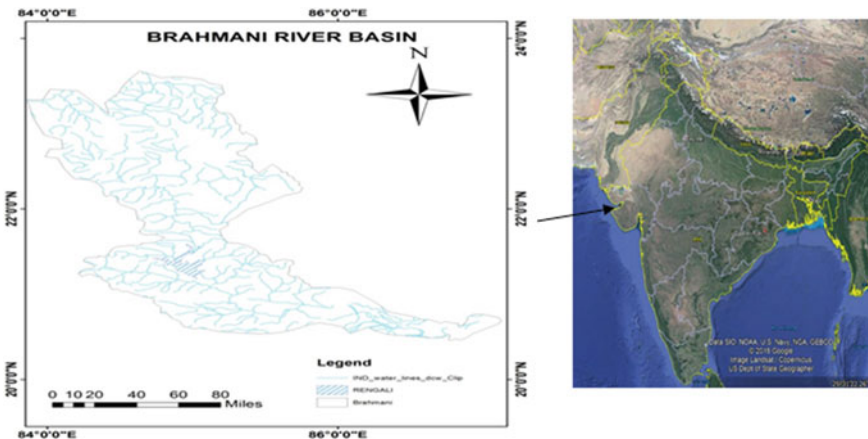 84°0'0"E 86°0'0"E
BRAHMANI RIVER BASIN
N
24°0'0"N
22°0'0"N 22°0'0"N
20°0'0"N 20°0'0"N
Legend
IND_water_lines_dcw_Clip
RENGALI
Brahmani
0 10 20 40 60 80
Miles
84°0'0"E 86°0'0"E
Data SIO, NOAA, U.S. Navy, NGA, GEBCO
© 2018 Google
Image Landsat / Copernicus
US Dept of State Geographer